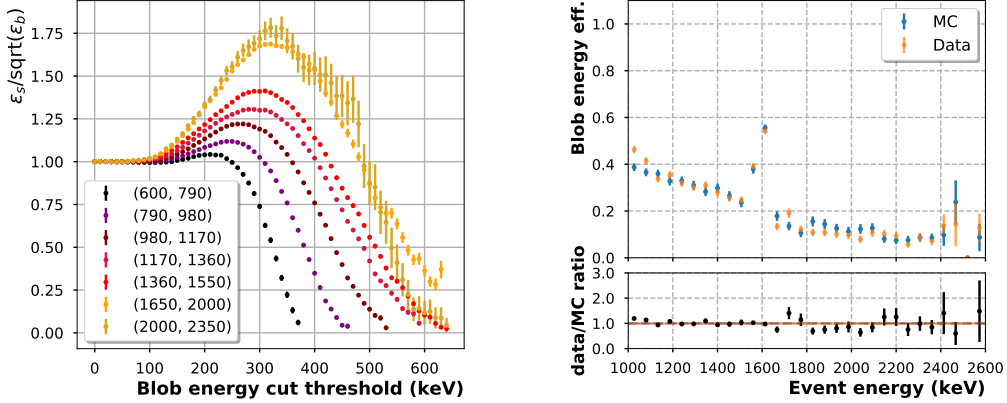 εs/sqrt(εb)
1.75
1.50
1.25
1.00
0.75
0.50
0.25
0.00
(600, 790)
(790, 980)
(980, 1170)
(1170, 1360)
(1360, 1550)
(1650, 2000)
(2000, 2350)
0 100 200 300 400 500 600
Blob energy cut threshold (keV)
Blob energy eff.
1.0
0.8
0.6
0.4
0.2
0.0
MC
Data
data/MC ratio
3.0
2.0
1.0
0.0
1000 1200 1400 1600 1800 2000 2200 2400 2600
Event energy (keV)